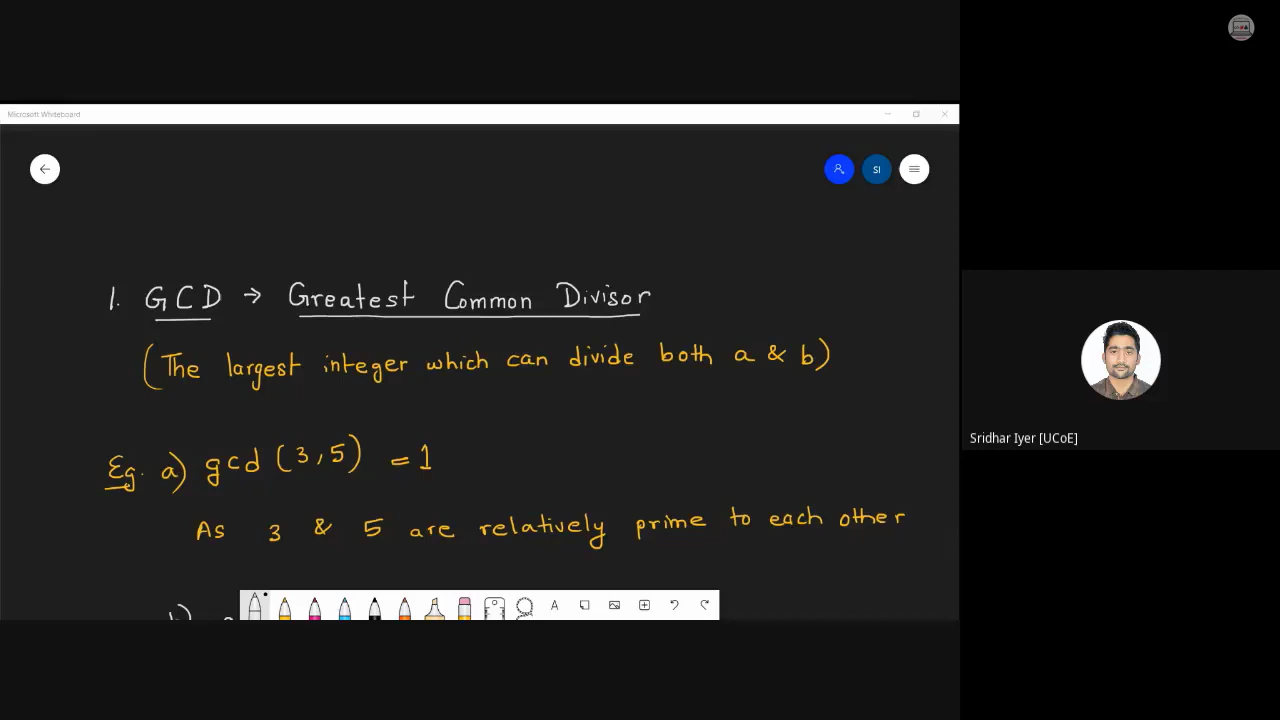 Microsoft Whiteboard
SI
1. GCD → Greatest Common Divisor
(The largest integer which can divide both a & b)
Eg. a) gcd (3,5) = 1
As 3 & 5 are relatively prime to each other
Sridhar Iyer [UCoE]
b)
A